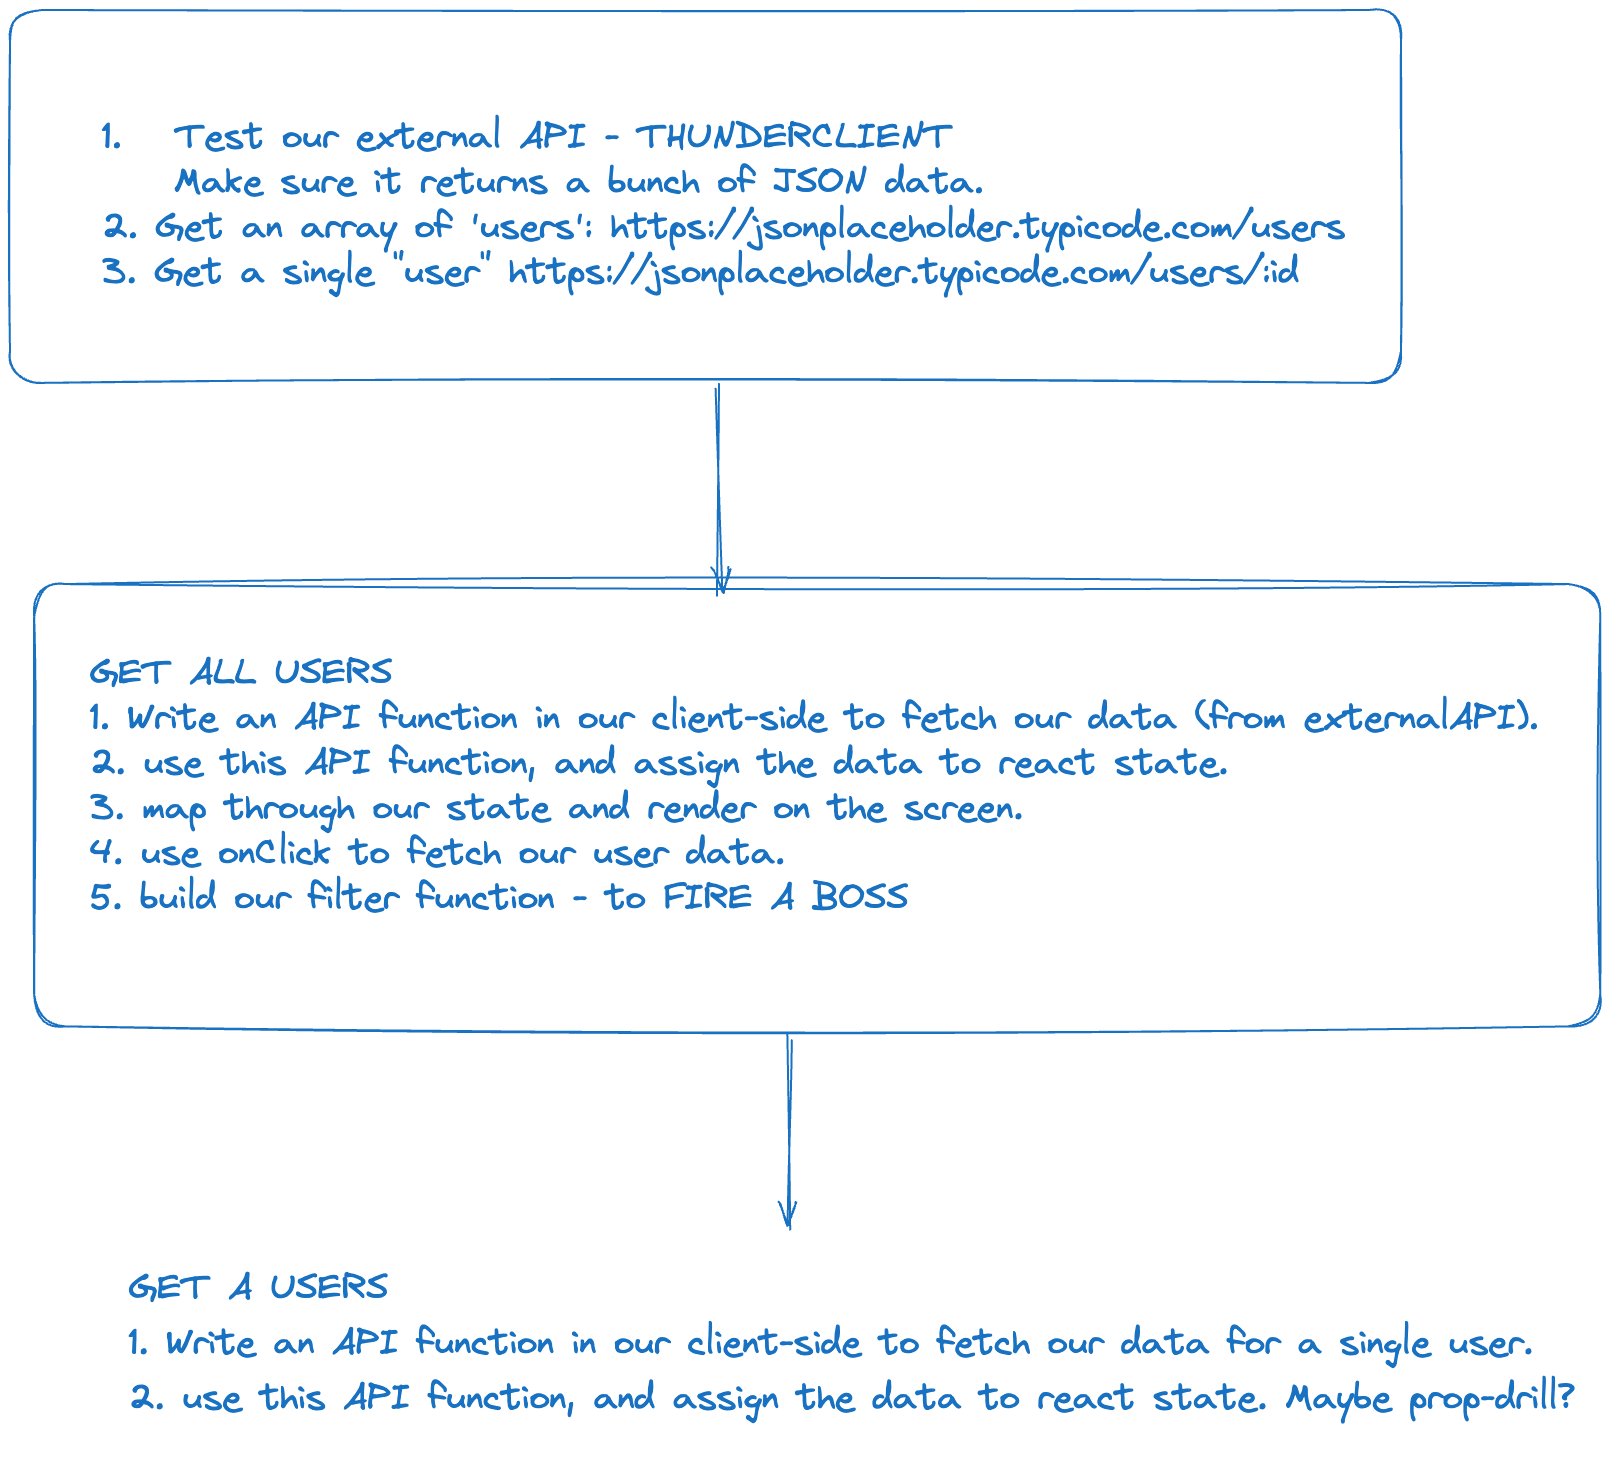 1. Test our external API - THUNDERCLIENT
Make sure it returns a bunch of JSON data.
2. Get an array of 'users': https://jsonplaceholder.typicode.com/users
3. Get a single "user" https://jsonplaceholder.typicode.com/users/:id
GET ALL USERS
1. Write an API function in our client-side to fetch our data (from externalAPI).
2. use this API function, and assign the data to react state.
3. map through our state and render on the screen.
4. use onClick to fetch our user data.
5. build our filter function - to FIRE A BOSS
GET A USERS
1. Write an API function in our client-side to fetch our data for a single user.
2. use this API function, and assign the data to react state. Maybe prop-drill?